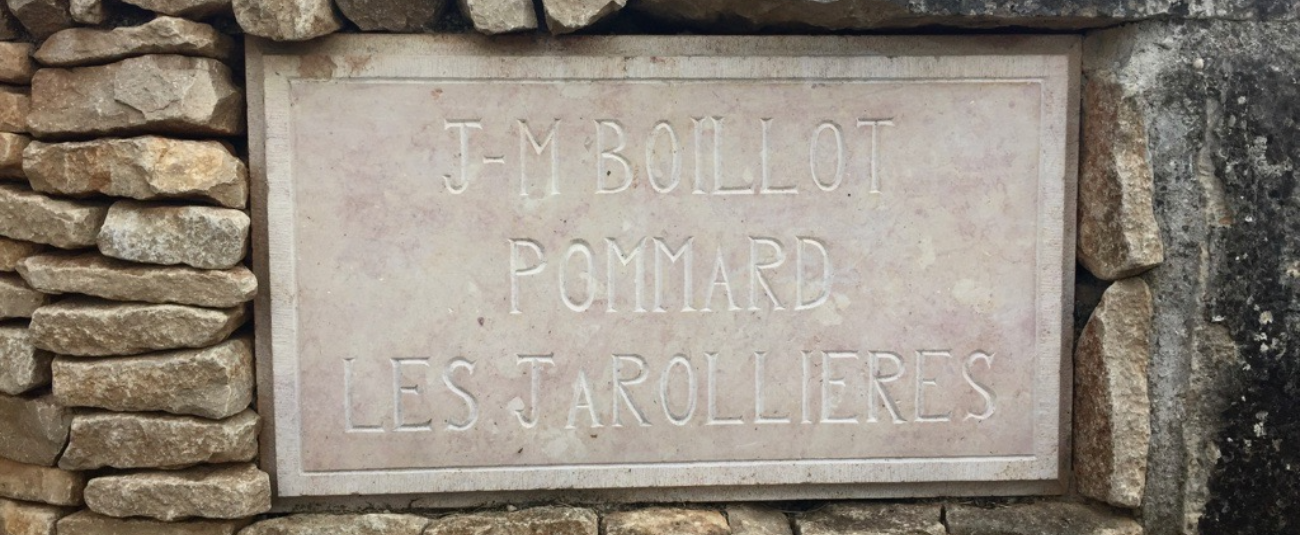 J-M BOILLOT
POMMARD
LES JAROLLIERES